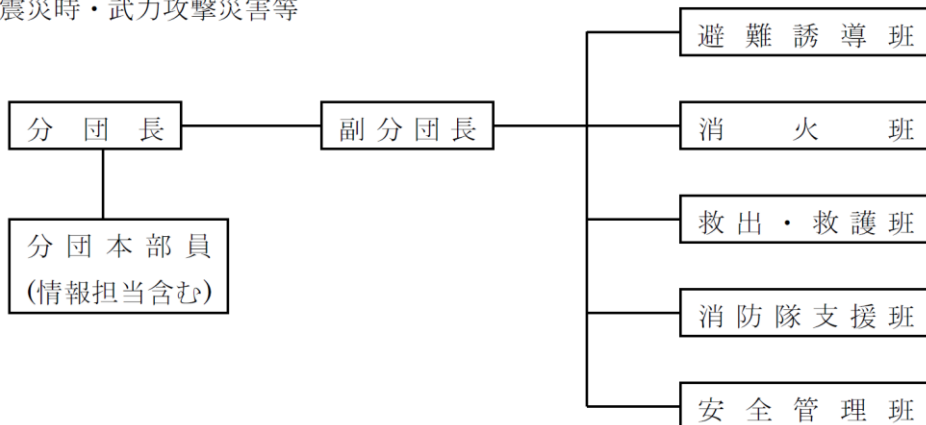 震災時・武力攻撃災害等
避難誘導班
分団長
副分団長
消火班
救出・救護班
分団本部員
(情報担当含む)
消防隊支援班
安全管理班